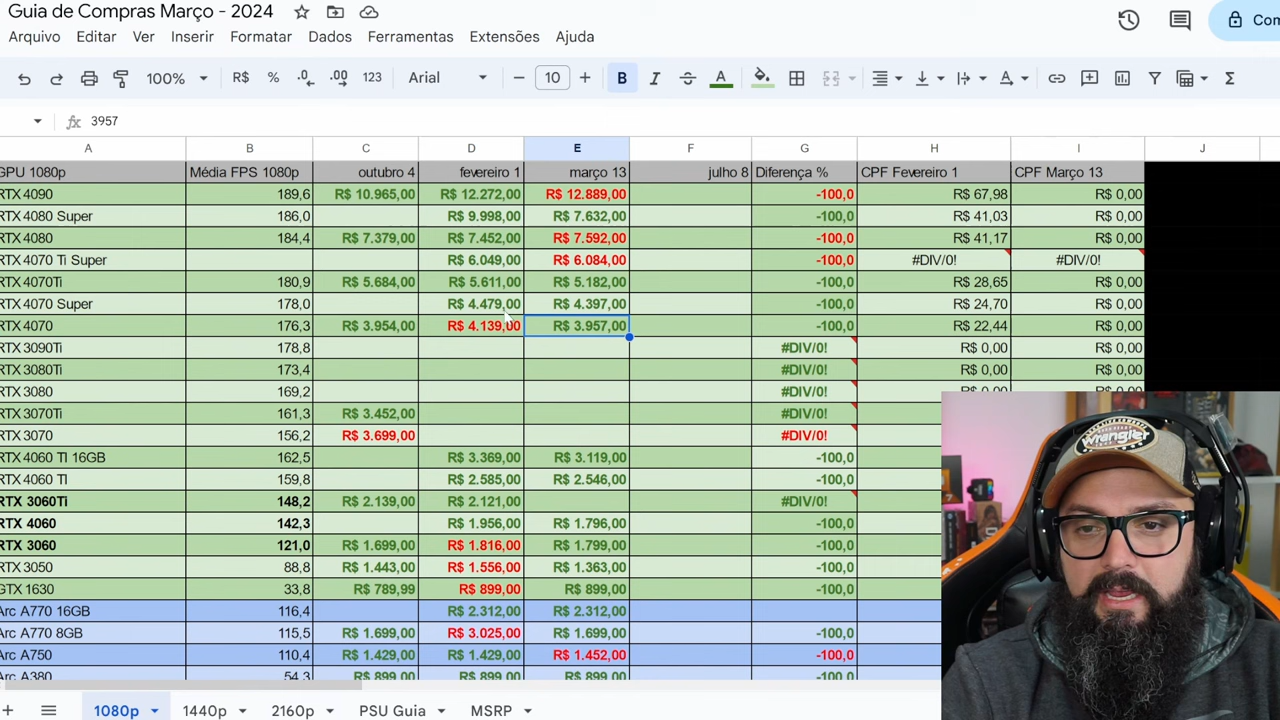 Guia de Compras Março - 2024
Arquivo Editar Ver Inserir Formatar Dados Ferramentas Extensões Ajuda
100% R$ % .0 .00 123 Arial 10 B I A
fx 3957
A B C D E F G H I J
GPU 1080p Média FPS 1080p outubro 4 fevereiro 1 março 13 julho 8 Diferença % CPF Fevereiro 1 CPF Março 13
RTX 4090 189,6 R$ 10.965,00 R$ 12.272,00 R$ 12.889,00 -100,0 R$ 67,98 R$ 0,00
RTX 4080 Super 186,0 R$ 9.998,00 R$ 7.632,00 -100,0 R$ 41,03 R$ 0,00
RTX 4080 184,4 R$ 7.379,00 R$ 7.452,00 R$ 7.592,00 -100,0 R$ 41,17 R$ 0,00
RTX 4070 Ti Super R$ 6.049,00 R$ 6.084,00 -100,0 #DIV/0! #DIV/0!
RTX 4070Ti 180,9 R$ 5.684,00 R$ 5.611,00 R$ 5.182,00 -100,0 R$ 28,65 R$ 0,00
RTX 4070 Super 178,0 R$ 4.479,00 R$ 4.397,00 -100,0 R$ 24,70 R$ 0,00
RTX 4070 176,3 R$ 3.954,00 R$ 4.139,00 R$ 3.957,00 -100,0 R$ 22,44 R$ 0,00
RTX 3090Ti 178,8 #DIV/0! R$ 0,00 R$ 0,00
RTX 3080Ti 173,4 #DIV/0! R$ 0,00 R$ 0,00
RTX 3080 169,2 #DIV/0! R$ 0,00 R$ 0,00
RTX 3070Ti 161,3 R$ 3.452,00 #DIV/0!
RTX 3070 156,2 R$ 3.699,00 #DIV/0!
RTX 4060 TI 16GB 162,5 R$ 3.369,00 R$ 3.119,00 -100,0
RTX 4060 TI 159,8 R$ 2.585,00 R$ 2.546,00 -100,0
RTX 3060Ti 148,2 R$ 2.139,00 R$ 2.121,00 #DIV/0!
RTX 4060 142,3 R$ 1.956,00 R$ 1.796,00 -100,0
RTX 3060 121,0 R$ 1.699,00 R$ 1.816,00 R$ 1.799,00 -100,0
RTX 3050 88,8 R$ 1.443,00 R$ 1.556,00 R$ 1.363,00 -100,0
GTX 1630 33,8 R$ 789,99 R$ 899,00 R$ 899,00 -100,0
Arc A770 16GB 116,4 R$ 2.312,00 R$ 2.312,00
Arc A770 8GB 115,5 R$ 1.699,00 R$ 3.025,00 R$ 1.699,00 -100,0
Arc A750 110,4 R$ 1.429,00 R$ 1.429,00 R$ 1.452,00 -100,0
Arc A380 54,3 R$ 899,00 R$ 899,00 R$ 899,00 -100,0
1080p 1440p 2160p PSU Guia MSRP
Wrangler